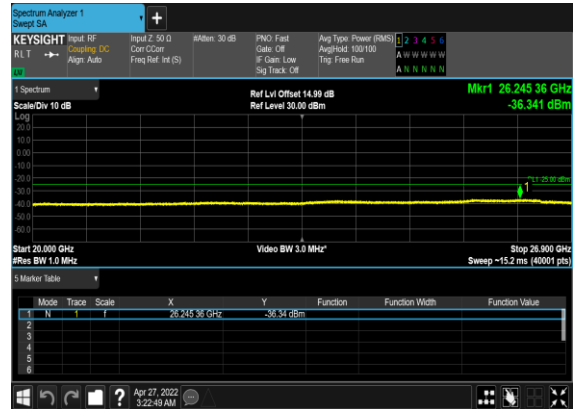 Spectrum Analyzer 1
Swept SA
+
KEYSIGHT Input: RF Input Z: 50 Ω #Atten: 30 dB PNO: Fast Avg Type: Power (RMS) 1 2 3 4 5 6
RLT Coupling: DC Corr CCorr Gate: Off Avg|Hold: 100/100 A W W W W W
Align: Auto Freq Ref: Int (S) IF Gain: Low Trig: Free Run
Sig Track: Off A N N N N N
1 Spectrum Ref Lvl Offset 14.99 dB Mkr1 26.245 36 GHz
Scale/Div 10 dB Ref Level 30.00 dBm -36.341 dBm
Log
20.0
10.0
0.00
-10.0
-20.0
DL1 -25.00 dBm
1
-30.0
-40.0
-50.0
-60.0
Start 20.000 GHz Video BW 3.0 MHz* Stop 26.900 GHz
#Res BW 1.0 MHz Sweep ~15.2 ms (40001 pts)
5 Marker Table
Mode Trace Scale X Y Function Function Width Function Value
1 N 1 f 26.245 36 GHz -36.34 dBm
2
3
4
5
6
? Apr 27, 2022
3:22:49 AM